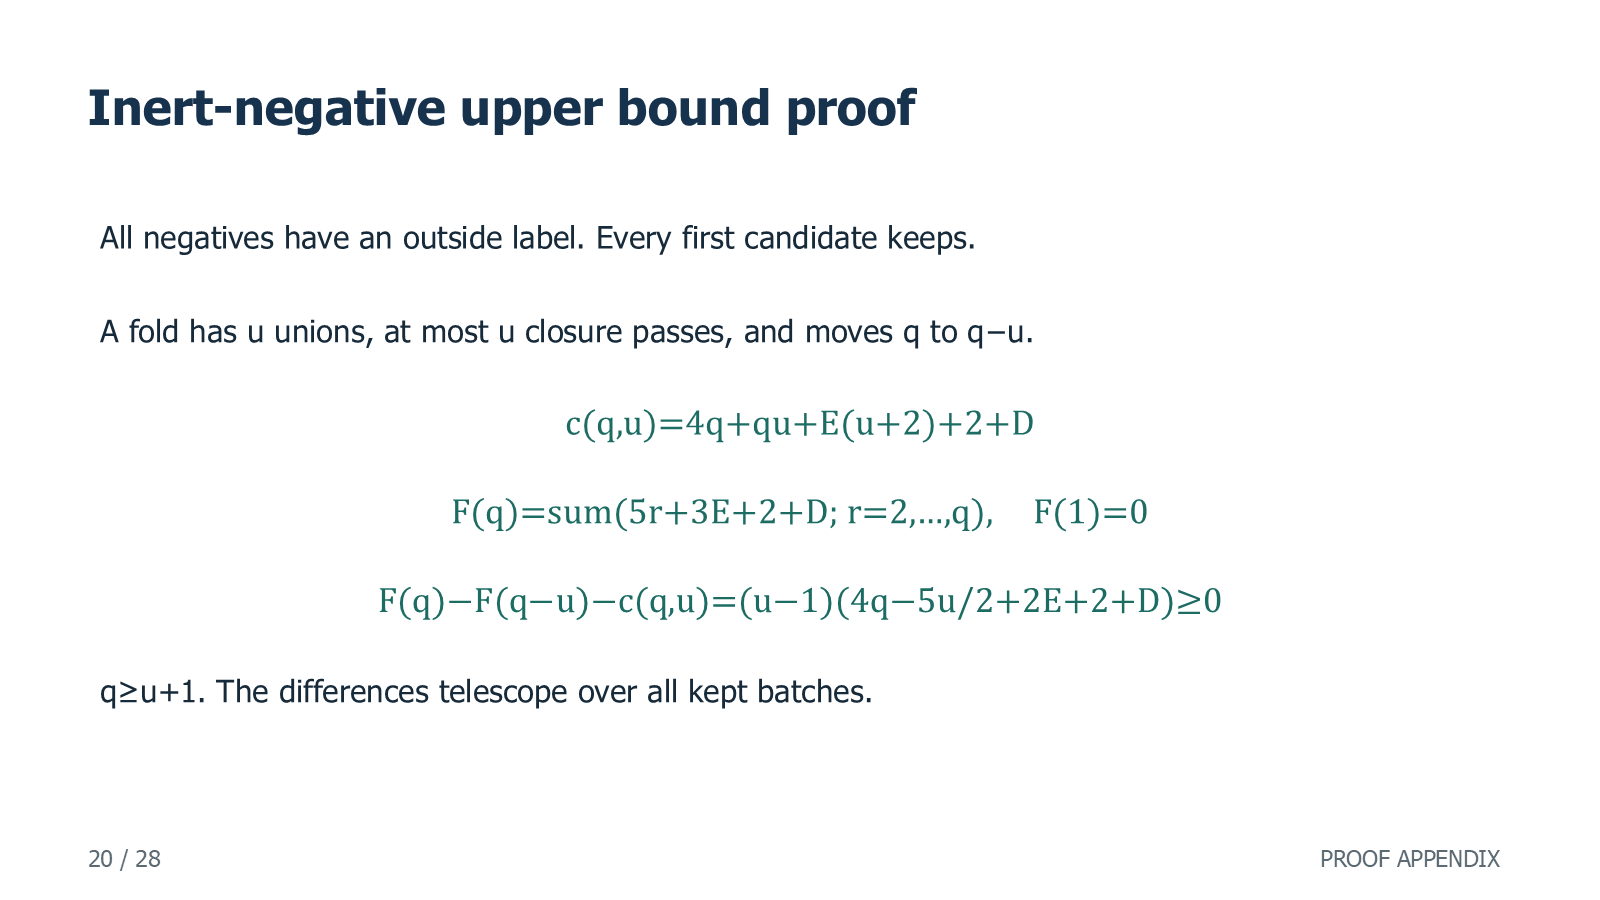 Inert-negative upper bound proof
All negatives have an outside label. Every first candidate keeps.
A fold has u unions, at most u closure passes, and moves q to q−u.
c(q,u)=4q+qu+E(u+2)+2+D
F(q)=sum(5r+3E+2+D; r=2,…,q), F(1)=0
F(q)−F(q−u)−c(q,u)=(u−1)(4q−5u/2+2E+2+D)≥0
q≥u+1. The differences telescope over all kept batches.
20 / 28
PROOF APPENDIX